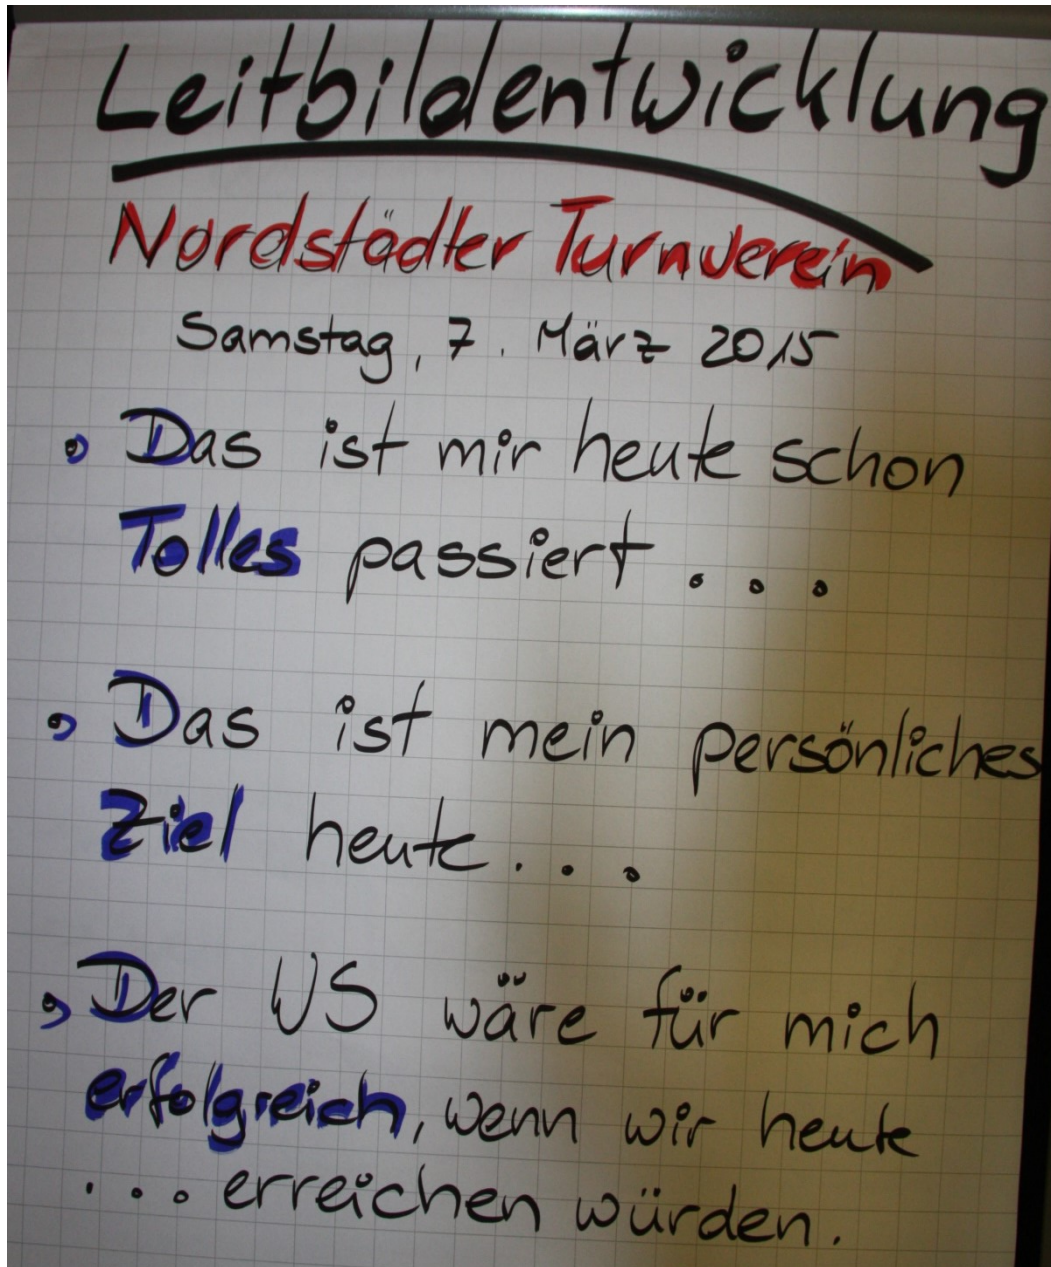 Leitbildentwicklung
Nordstädter Turnverein
Samstag, 7. März 2015
Das ist mir heute schon
Tolles passiert ...
Das ist mein persönliches
Ziel heute ...
Der WS wäre für mich
erfolgreich, wenn wir heute
... erreichen würden.